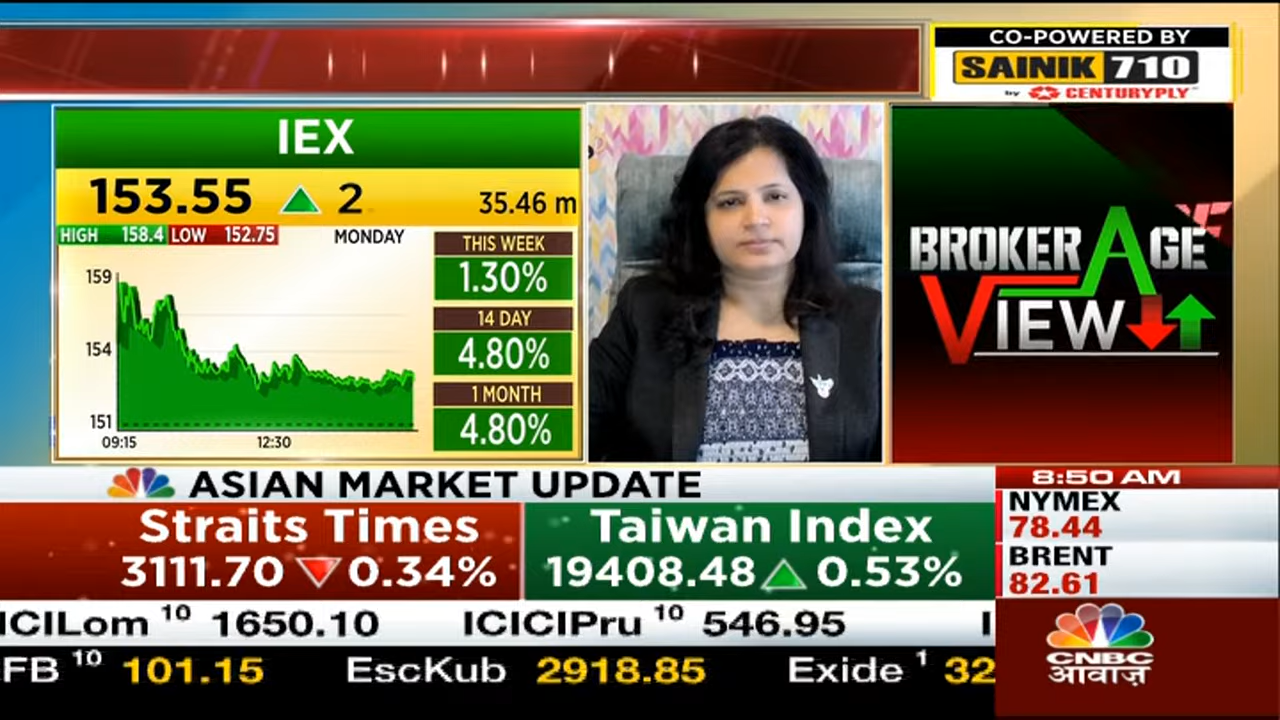 CO-POWERED BY
SAINIK 710
by CENTURYPLY
IEX
153.55 2 35.46 m
HIGH 158.4 LOW 152.75 MONDAY
159
154
151
09:15 12:30
THIS WEEK
1.30%
14 DAY
4.80%
1 MONTH
4.80%
BROKERAGE
VIEW
ASIAN MARKET UPDATE
Straits Times
3111.70 0.34%
Taiwan Index
19408.48 0.53%
8:50 AM
NYMEX
78.44
BRENT
82.61
ICICILom 10 1650.10 ICICIPru 10 546.95
FB 10 101.15 EscKub 2918.85 Exide 1 32
CNBC
आवाज़